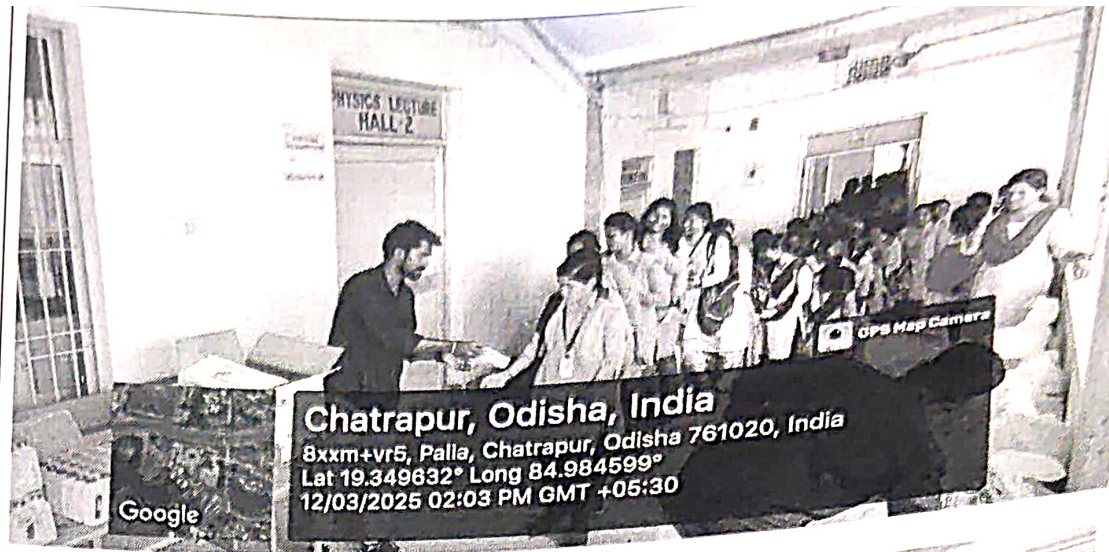 PHYSICS LECTURE
HALL 2
GPS Map Camera
Chatrapur, Odisha, India
8xxm+vr5, Palla, Chatrapur, Odisha 761020, India
Lat 19.349632° Long 84.984599°
12/03/2025 02:03 PM GMT +05:30
Google